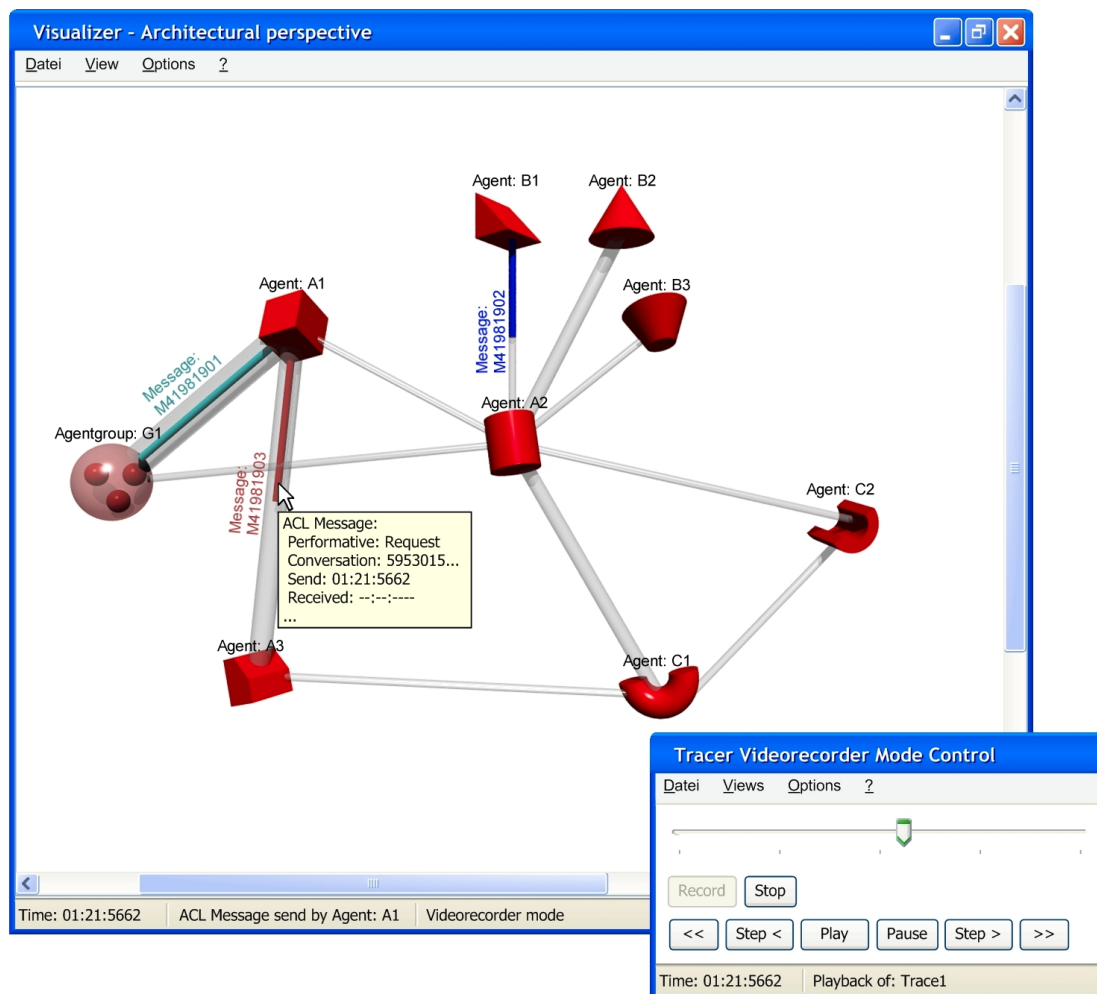 Visualizer – Architectural perspective
Datei View Options ?
Agent: B1
Agent: B2
Agent: A1
Agent: B3
Message:
M41981902
Message:
M41981901
Agent: A2
Agentgroup: G1
Message:
M41981903
Agent: C2
ACL Message:
Performative: Request
Conversation: 5953015...
Send: 01:21:5662
Received: --:--:----
...
Agent: A3
Agent: C1
Time: 01:21:5662 ACL Message send by Agent: A1 Videorecorder mode
Tracer Videorecorder Mode Control
Datei Views Options ?
Record Stop
<< Step < Play Pause Step > >>
Time: 01:21:5662 Playback of: Trace1